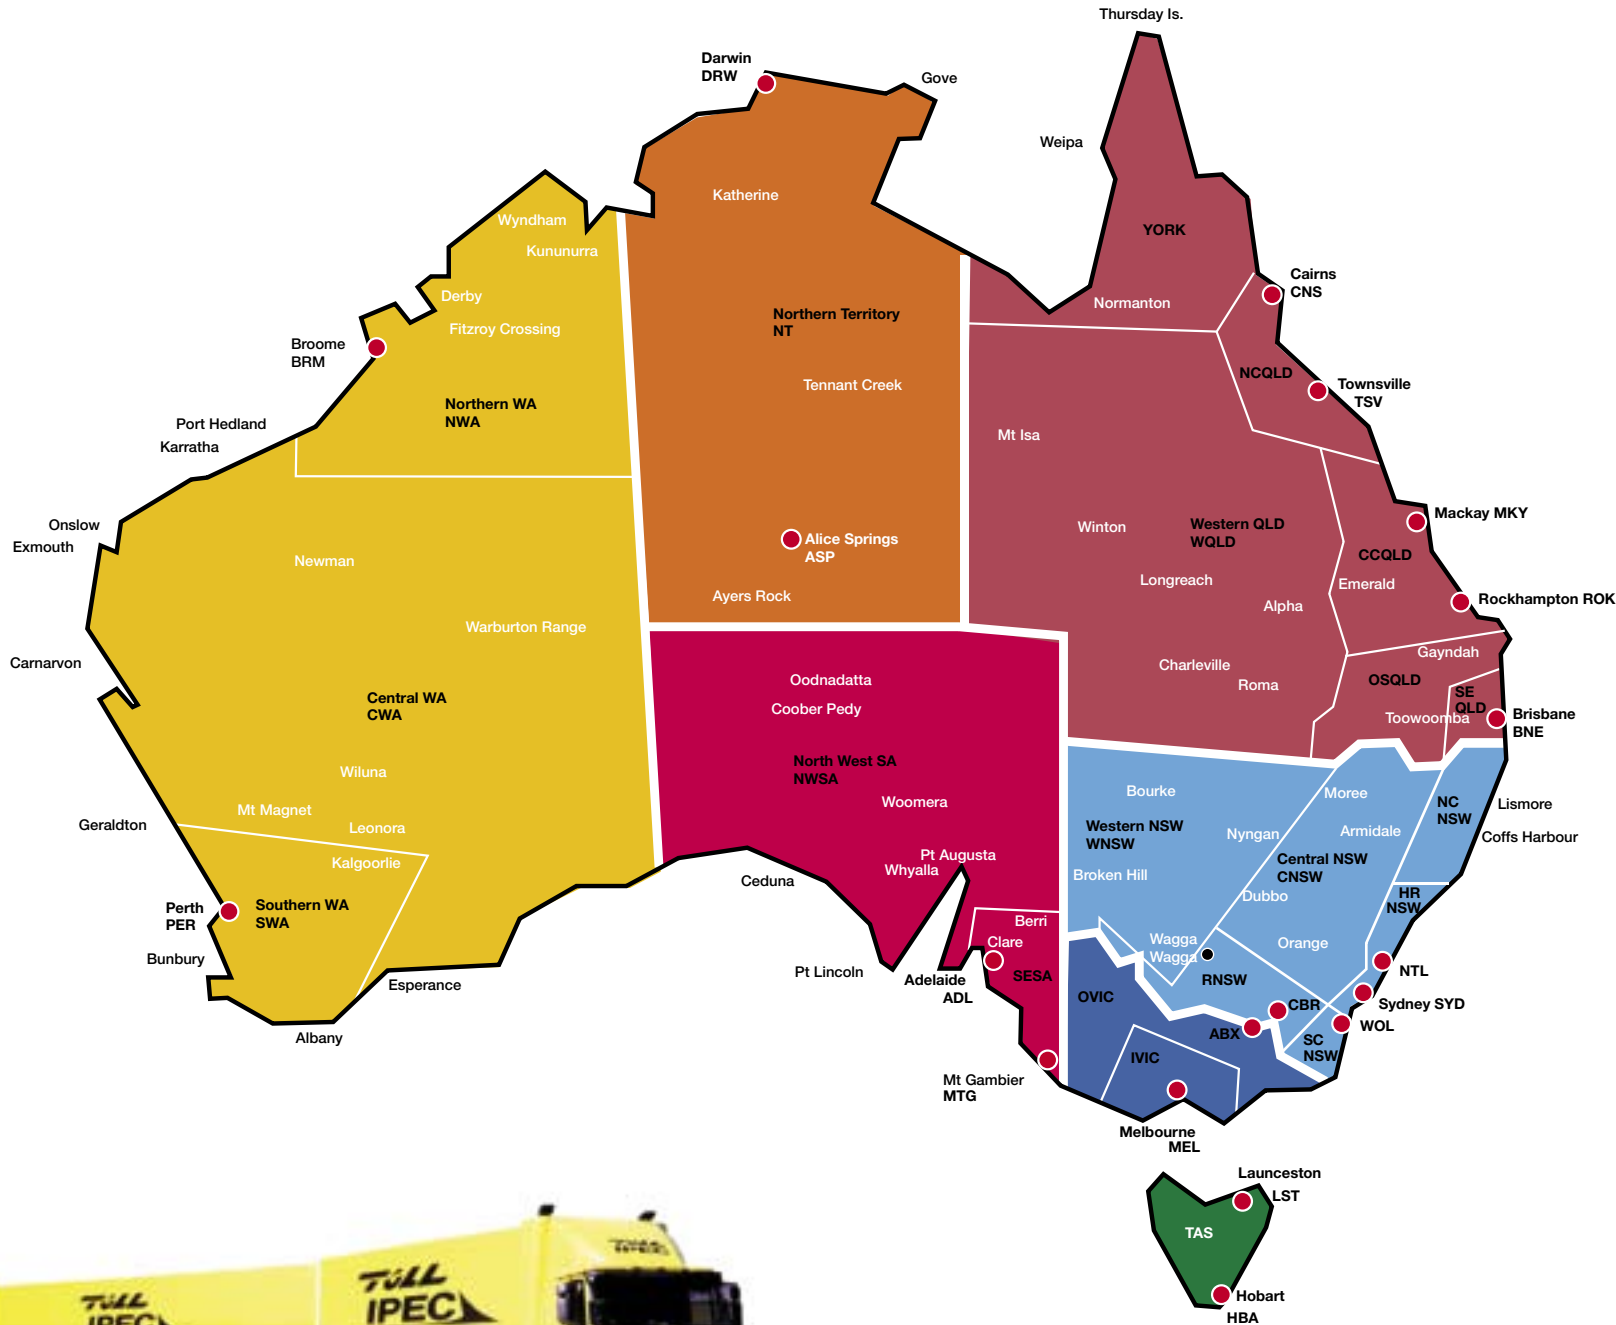 Thursday Is.
Darwin
DRW
Gove
Weipa
Katherine
Wyndham
Kununurra
YORK
Cairns
CNS
Derby
Normanton
Northern Territory
NT
Fitzroy Crossing
Broome
BRM
NCQLD
Townsville
TSV
Tennant Creek
Northern WA
NWA
Port Hedland
Karratha
Mt Isa
Mackay MKY
Onslow
Exmouth
Winton
Western QLD
WQLD
Alice Springs
ASP
CCQLD
Newman
Longreach
Emerald
Ayers Rock
Alpha
Rockhampton ROK
Warburton Range
Gayndah
Carnarvon
Charleville
Oodnadatta
Roma
OSQLD
Central WA
CWA
SE
QLD
Coober Pedy
Toowoomba
Brisbane
BNE
North West SA
NWSA
Wiluna
Bourke
Moree
Woomera
NC
NSW
Lismore
Mt Magnet
Geraldton
Leonora
Western NSW
WNSW
Nyngan
Armidale
Coffs Harbour
Pt Augusta
Kalgoorlie
Whyalla
Central NSW
CNSW
Ceduna
Broken Hill
Dubbo
HR
NSW
Perth
PER
Southern WA
SWA
Berri
Clare
Wagga
Wagga
Orange
Bunbury
Pt Lincoln
Adelaide
ADL
SESA
RNSW
NTL
Esperance
OVIC
CBR
Sydney SYD
ABX
WOL
Albany
IVIC
SC
NSW
Mt Gambier
MTG
Melbourne
MEL
Launceston
LST
TAS
Hobart
HBA
TOLL
TOLL
IPEC
TOLL
IPEC